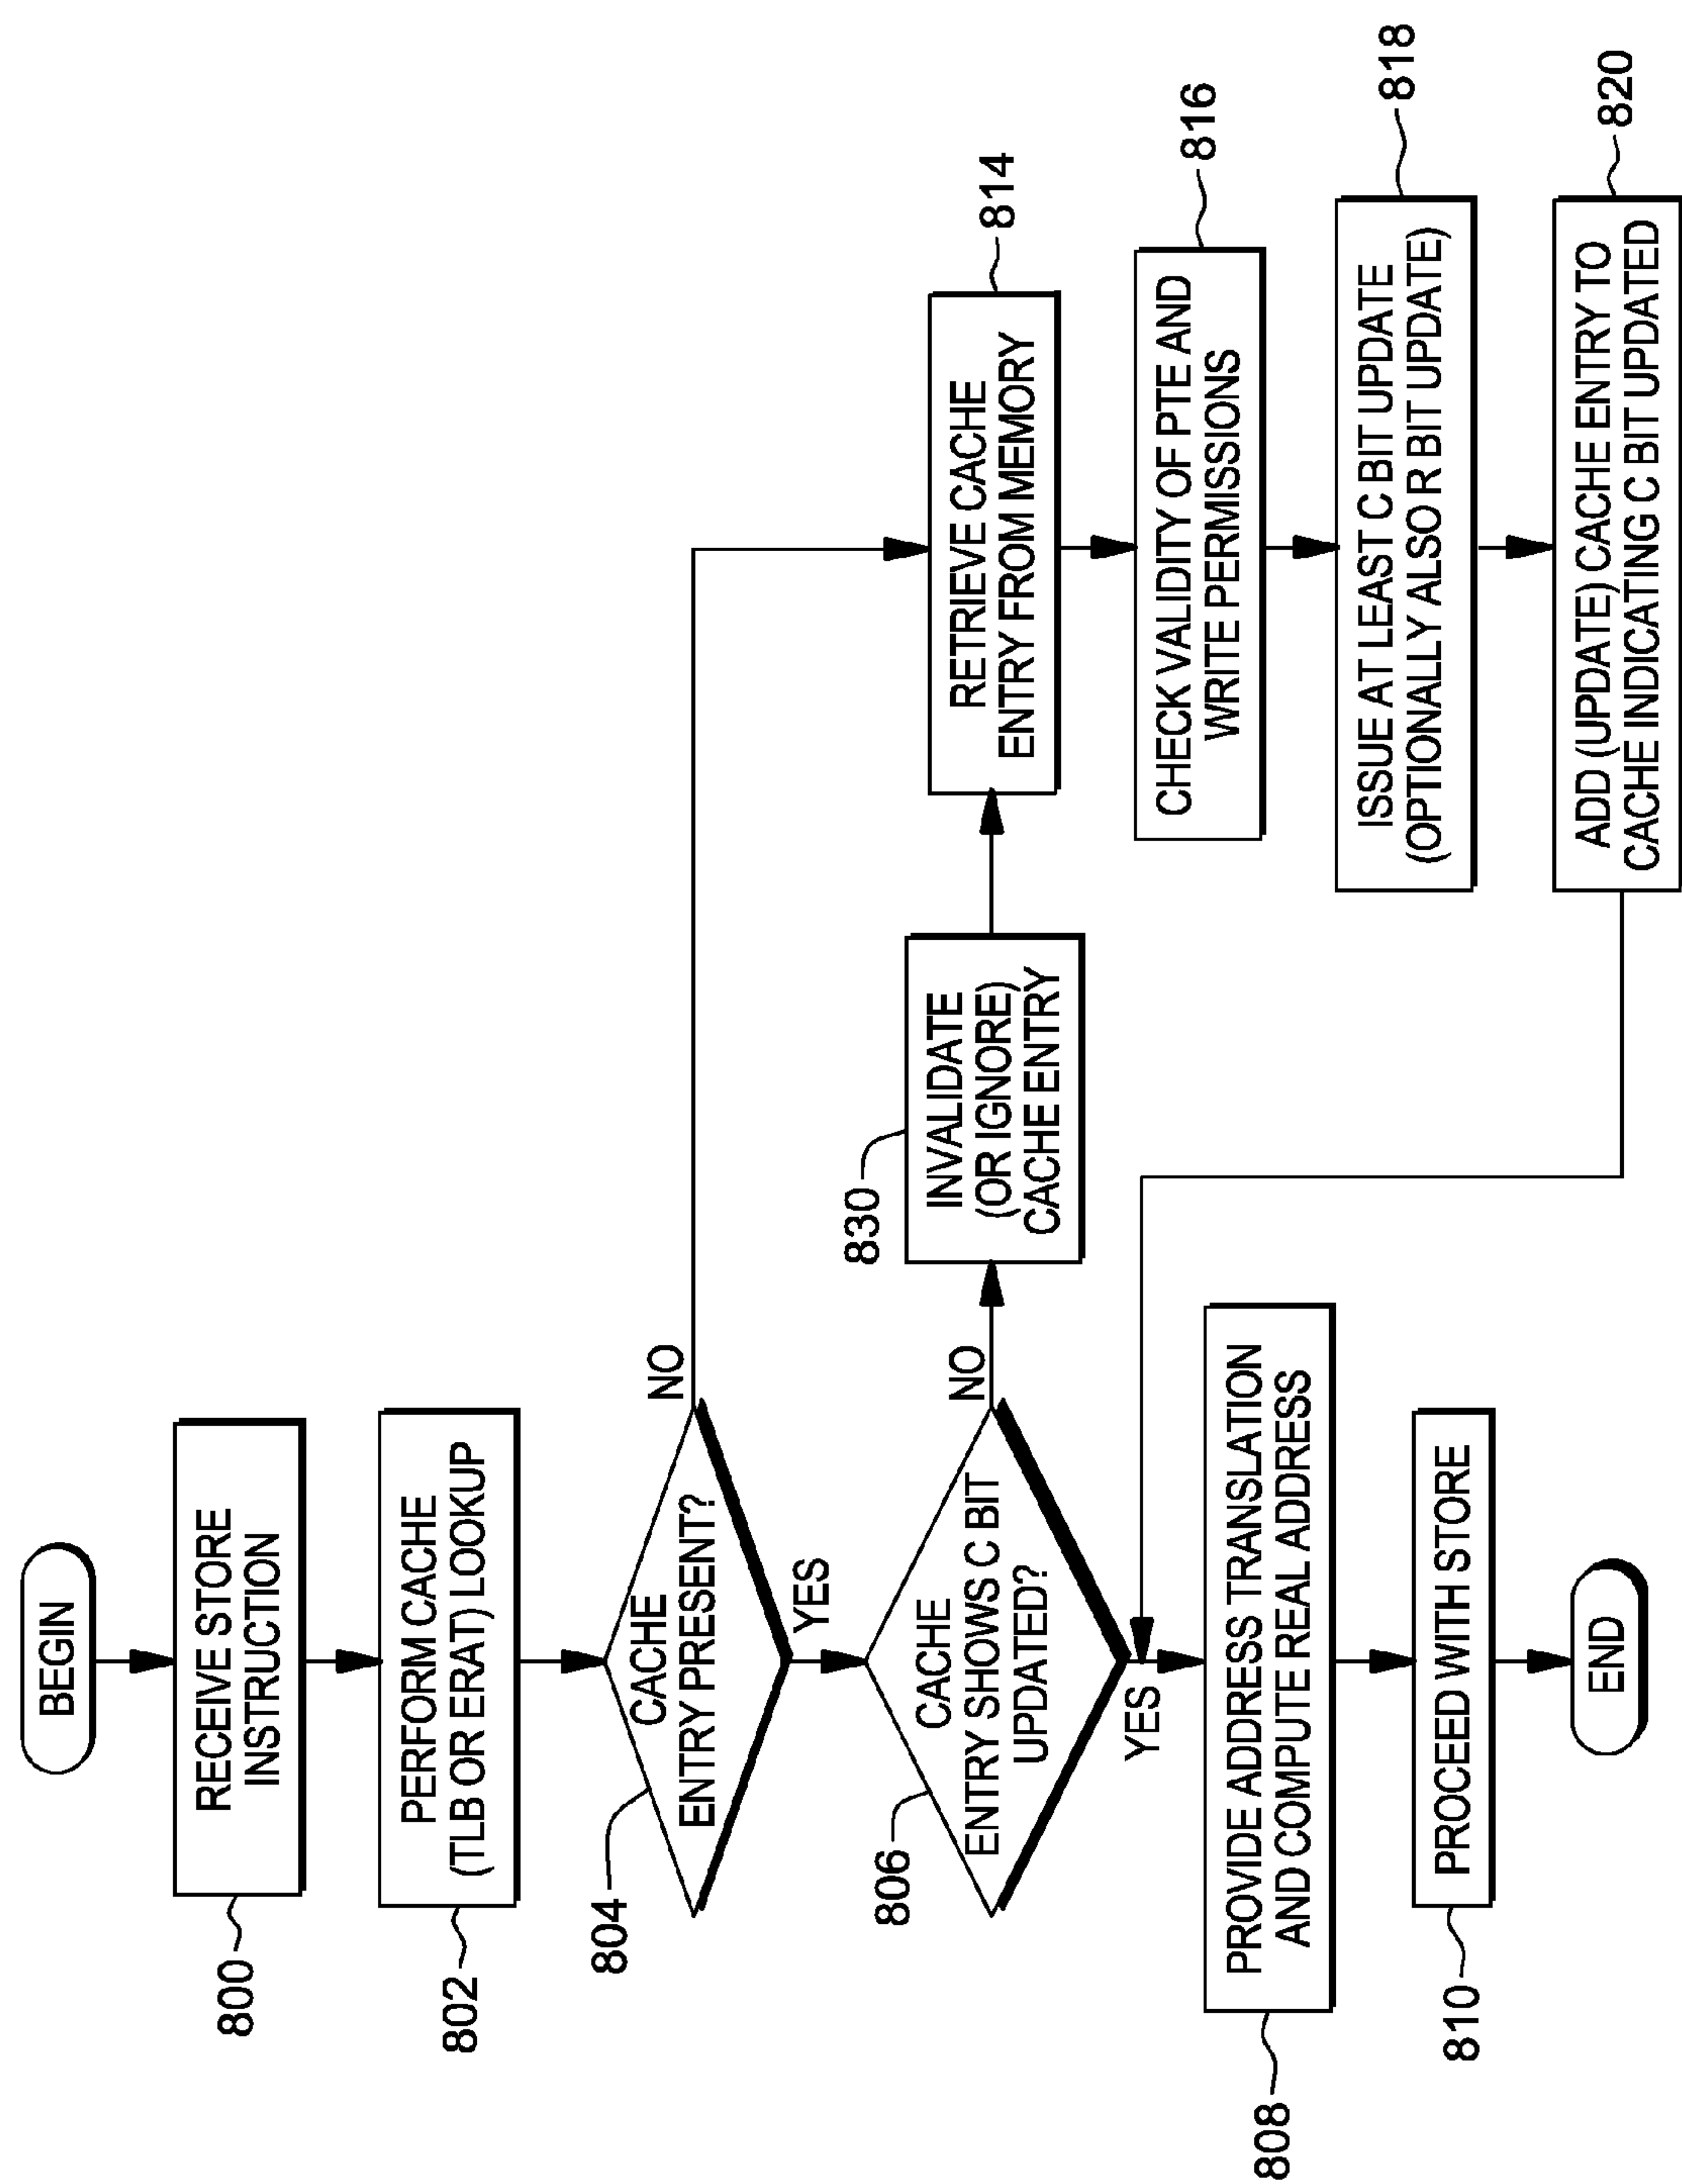 BEGIN
RECEIVE STORE
INSTRUCTION
800
PERFORM CACHE
(TLB OR ERAT) LOOKUP
802
CACHE
ENTRY PRESENT?
804
NO
YES
CACHE
ENTRY SHOWS C BIT
UPDATED?
806
NO
YES
INVALIDATE
(OR IGNORE)
CACHE ENTRY
830
RETRIEVE CACHE
ENTRY FROM MEMORY
814
CHECK VALIDITY OF PTE AND
WRITE PERMISSIONS
816
ISSUE AT LEAST C BIT UPDATE
(OPTIONALLY ALSO R BIT UPDATE)
818
ADD (UPDATE) CACHE ENTRY TO
CACHE INDICATING C BIT UPDATED
820
PROVIDE ADDRESS TRANSLATION
AND COMPUTE REAL ADDRESS
808
PROCEED WITH STORE
810
END